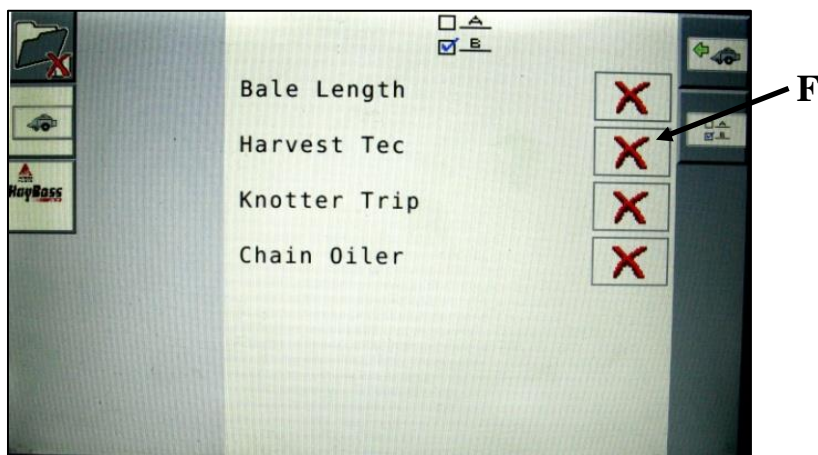 A
B
Bale Length
Harvest Tec
Knotter Trip
Chain Oiler
HayBoss
A
B
F